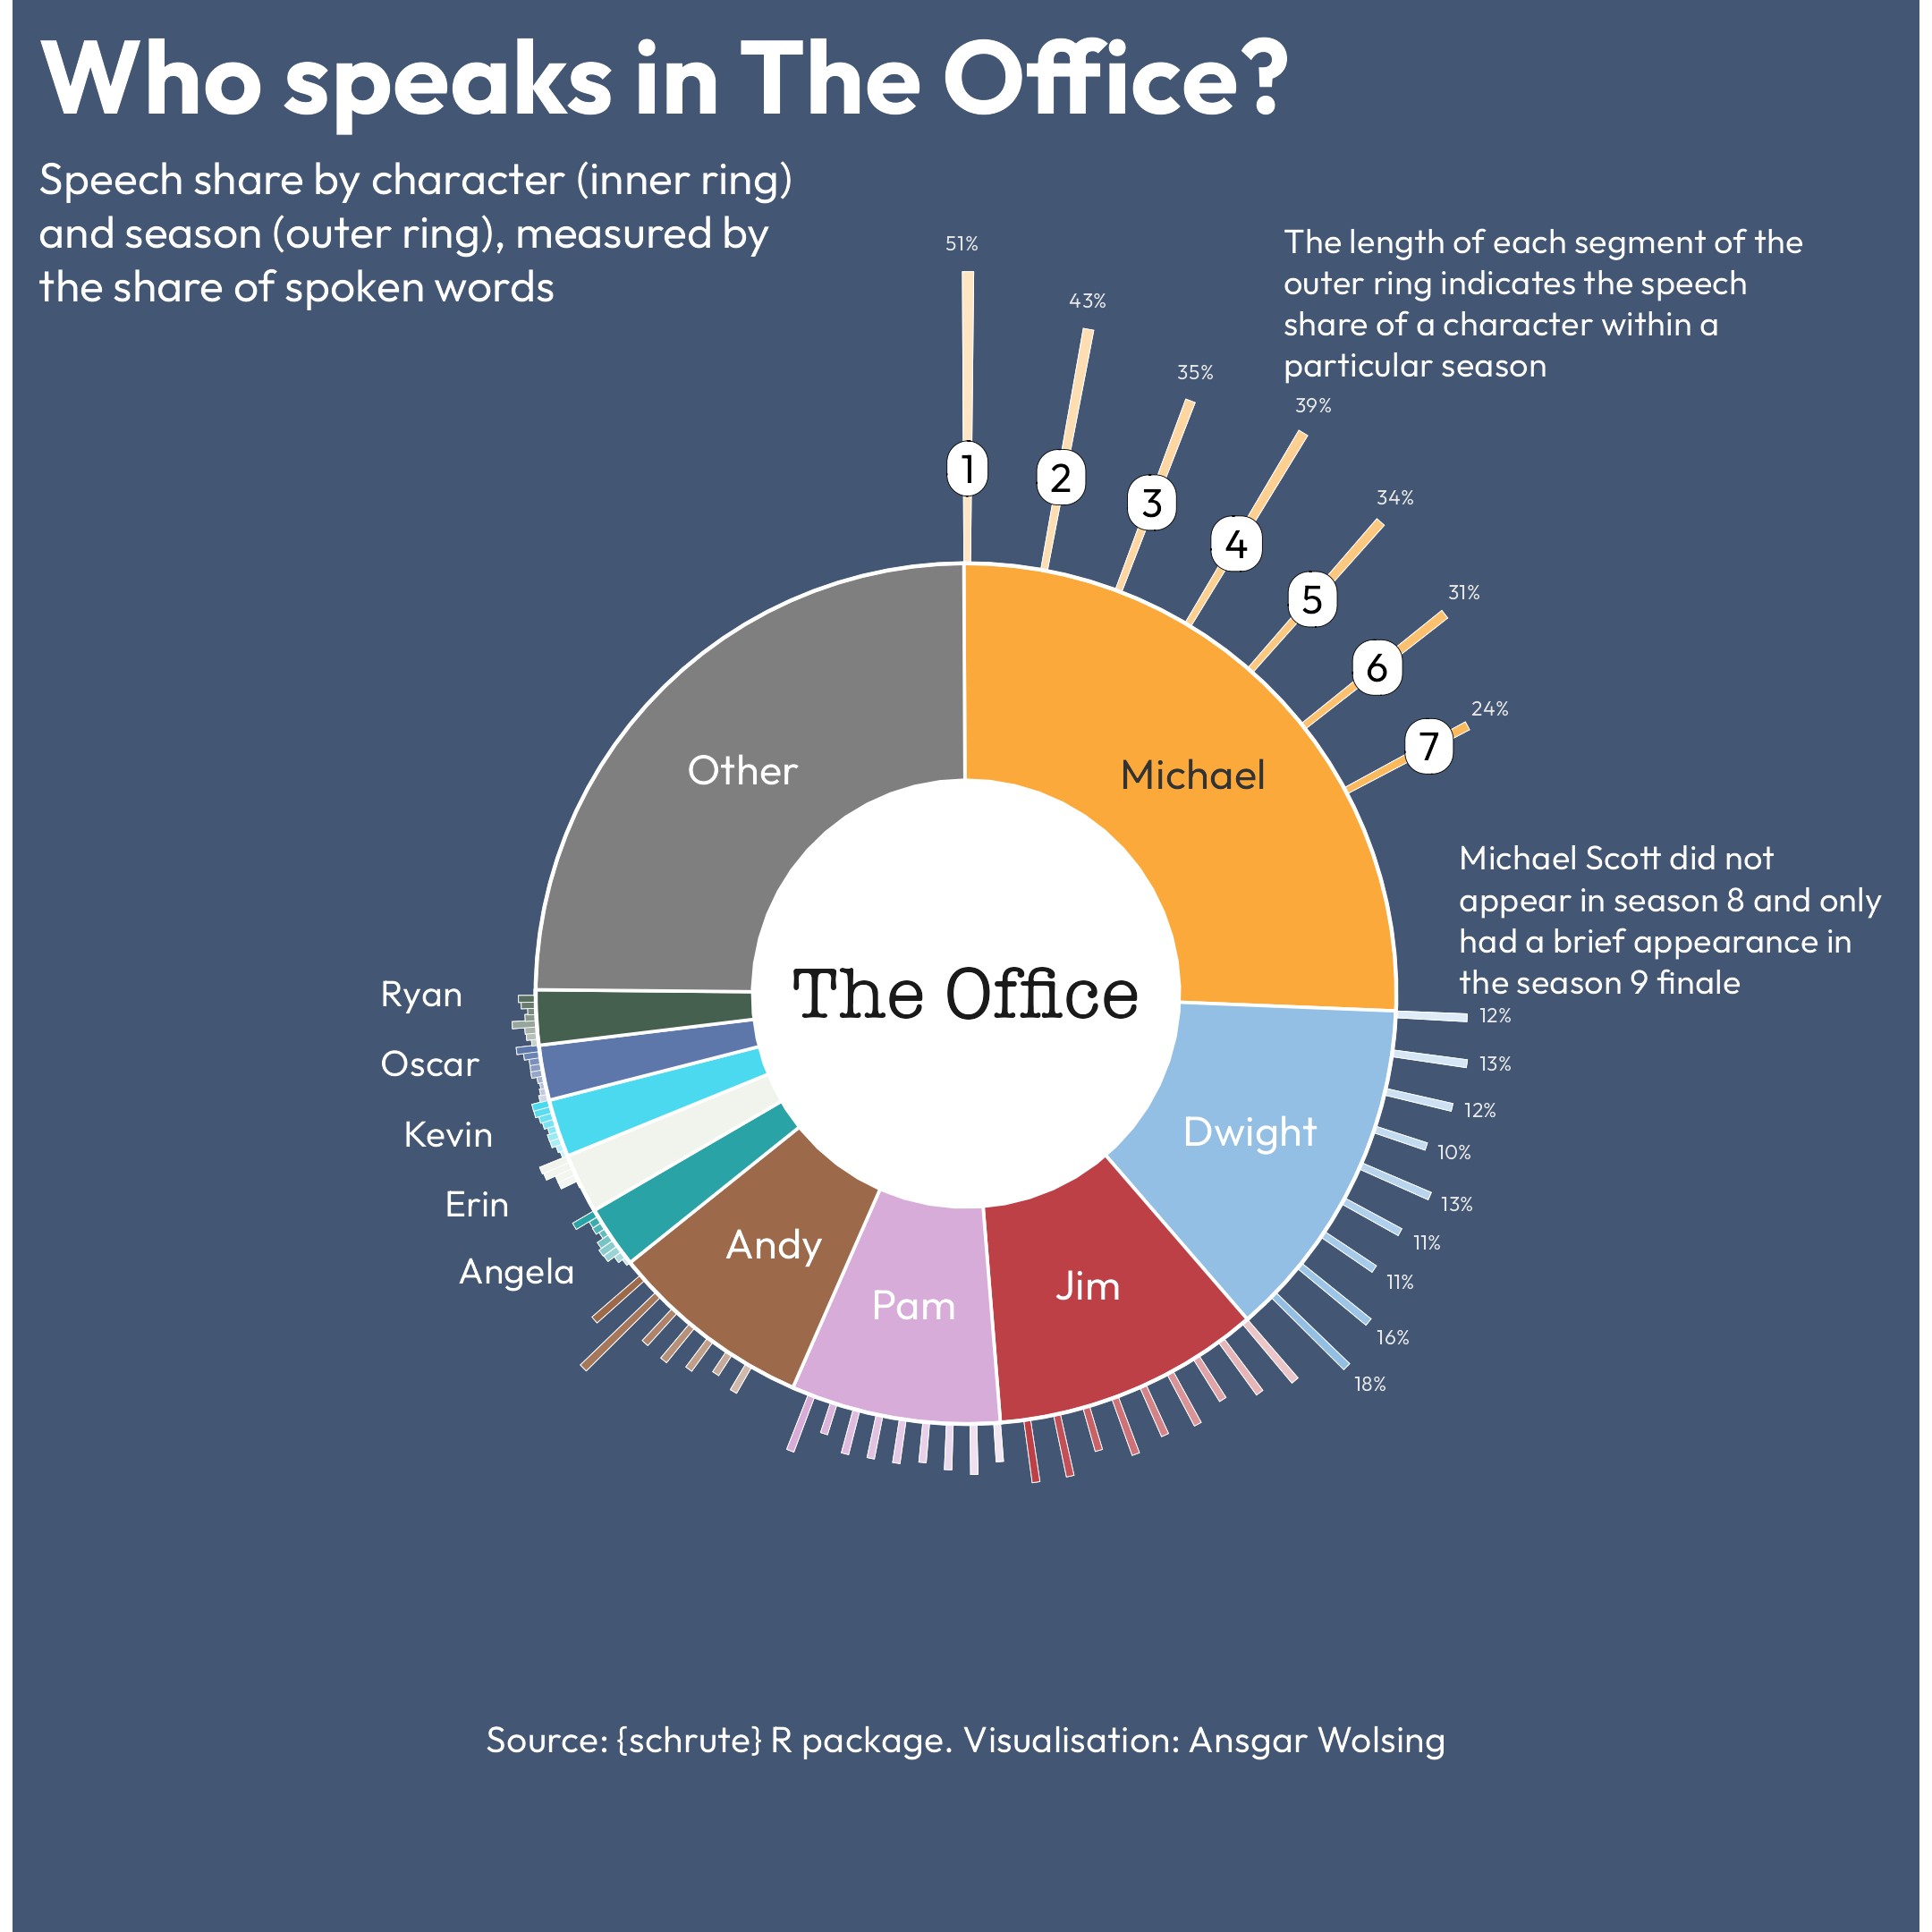 Who speaks in The Office?
Speech share by character (inner ring)
and season (outer ring), measured by
the share of spoken words
The length of each segment of the
outer ring indicates the speech
share of a character within a
particular season
51%
43%
35%
39%
34%
31%
24%
1
2
3
4
5
6
7
Other
Michael
Michael Scott did not
appear in season 8 and only
had a brief appearance in
the season 9 finale
The Office
Ryan
Oscar
Kevin
Erin
Angela
Andy
Pam
Jim
Dwight
12%
13%
12%
10%
13%
11%
11%
16%
18%
Source: {schrute} R package. Visualisation: Ansgar Wolsing